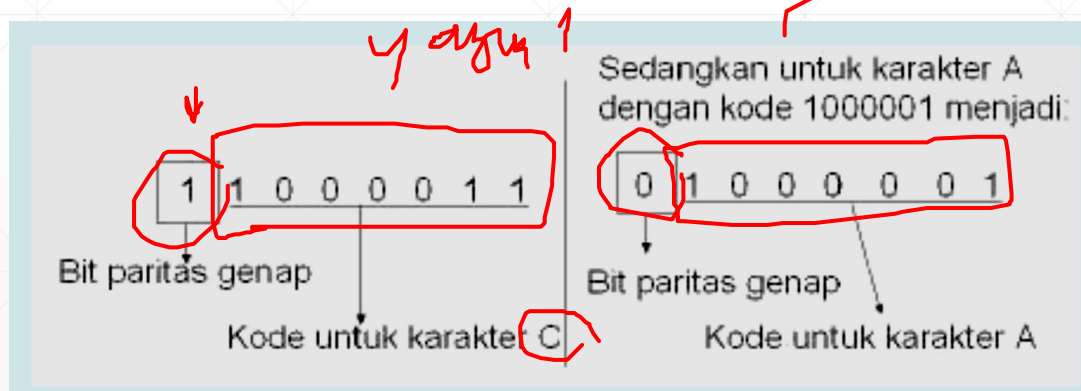 Sedangkan untuk karakter A
dengan kode 1000001 menjadi:
1 1 0 0 0 0 1 1
Bit paritas genap
Kode untuk karakter C
0 1 0 0 0 0 0 1
Bit paritas genap
Kode untuk karakter A